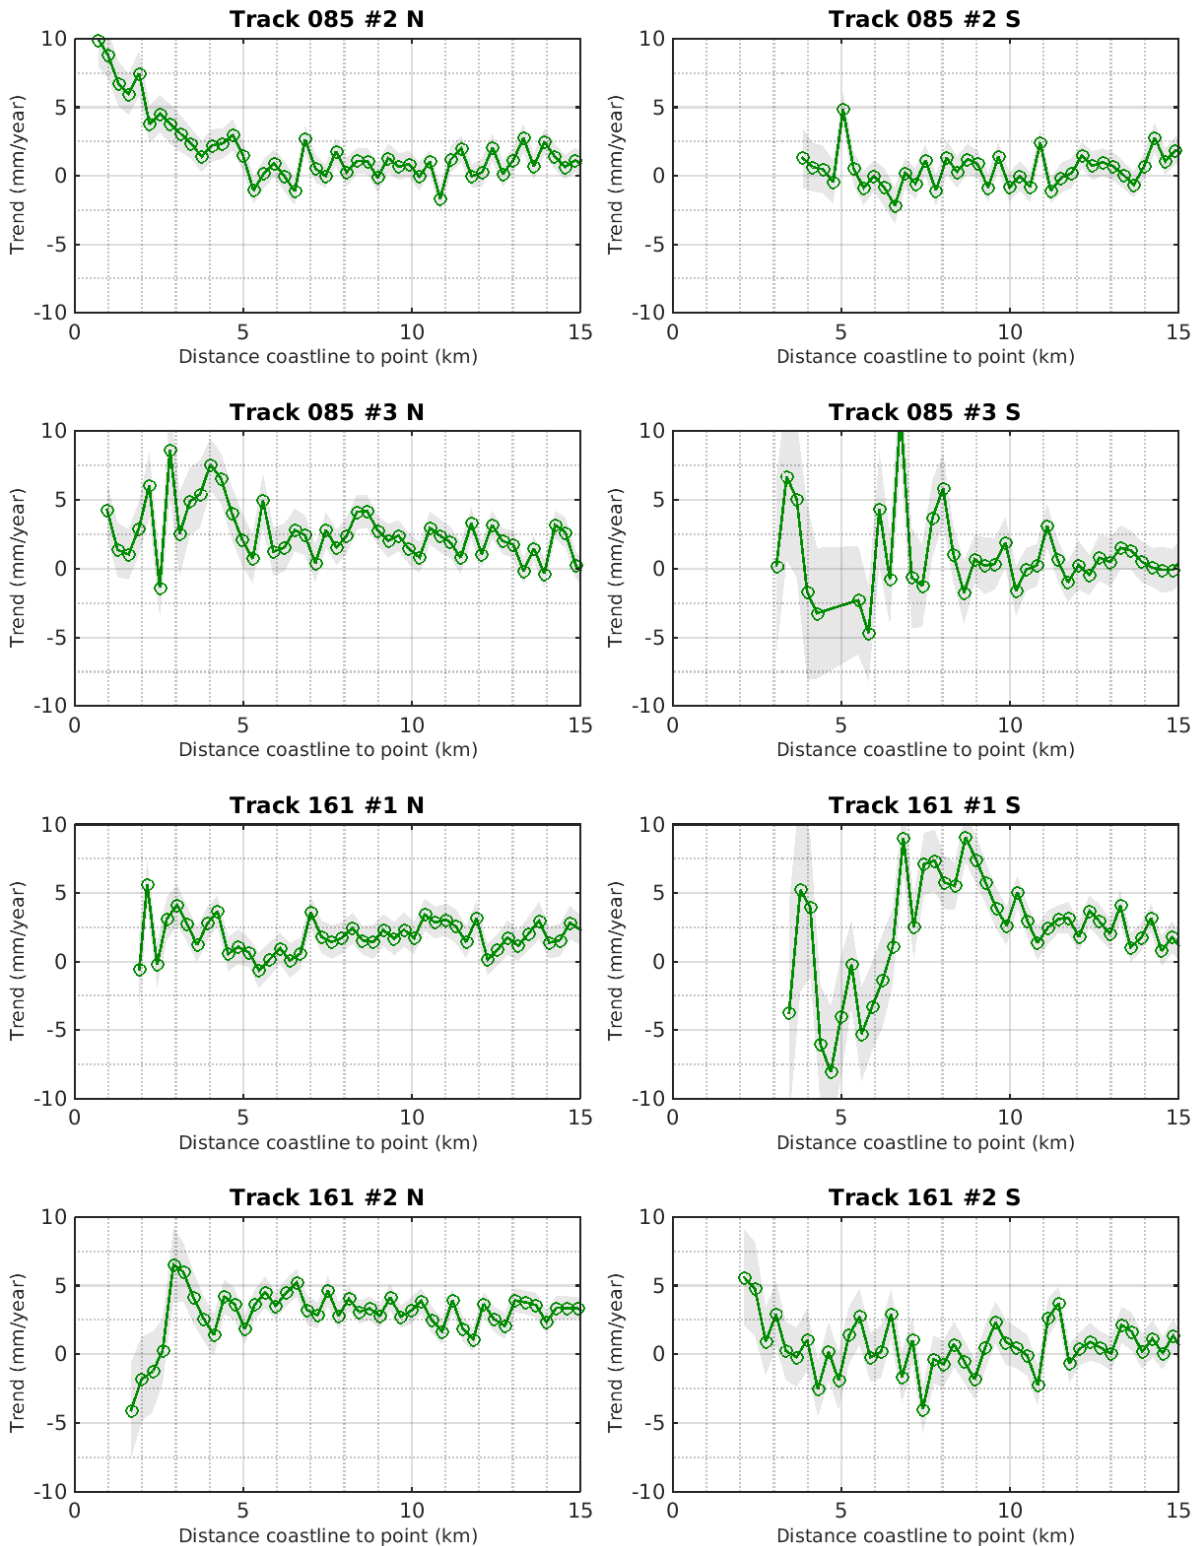 Track 085 #2 N
Trend (mm/year)
10
5
0
-5
-10
0 5 10 15
Distance coastline to point (km)
Track 085 #2 S
Trend (mm/year)
10
5
0
-5
-10
0 5 10 15
Distance coastline to point (km)
Track 085 #3 N
Trend (mm/year)
10
5
0
-5
-10
0 5 10 15
Distance coastline to point (km)
Track 085 #3 S
Trend (mm/year)
10
5
0
-5
-10
0 5 10 15
Distance coastline to point (km)
Track 161 #1 N
Trend (mm/year)
10
5
0
-5
-10
0 5 10 15
Distance coastline to point (km)
Track 161 #1 S
Trend (mm/year)
10
5
0
-5
-10
0 5 10 15
Distance coastline to point (km)
Track 161 #2 N
Trend (mm/year)
10
5
0
-5
-10
0 5 10 15
Distance coastline to point (km)
Track 161 #2 S
Trend (mm/year)
10
5
0
-5
-10
0 5 10 15
Distance coastline to point (km)